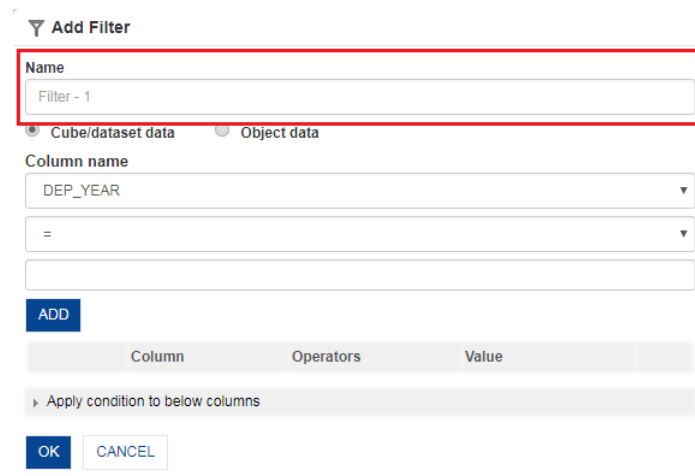 Add Filter
Name
Filter - 1
Cube/dataset data Object data
Column name
DEP_YEAR
=
ADD
Column Operators Value
Apply condition to below columns
OK CANCEL